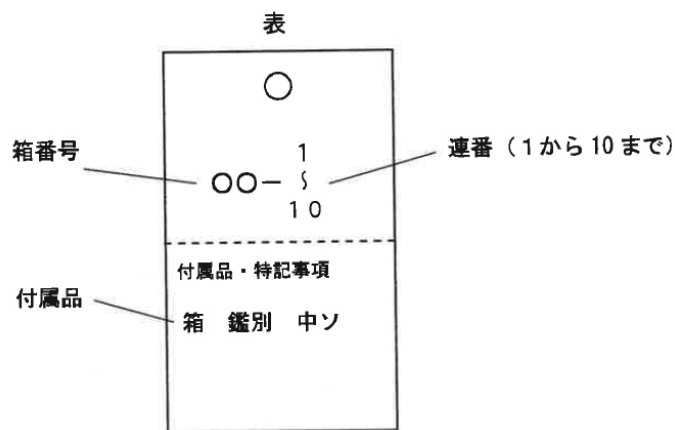 表
箱番号
○○－
1
～
10
連番（1から10まで）
付属品・特記事項
付属品
箱　鑑別　中ソ